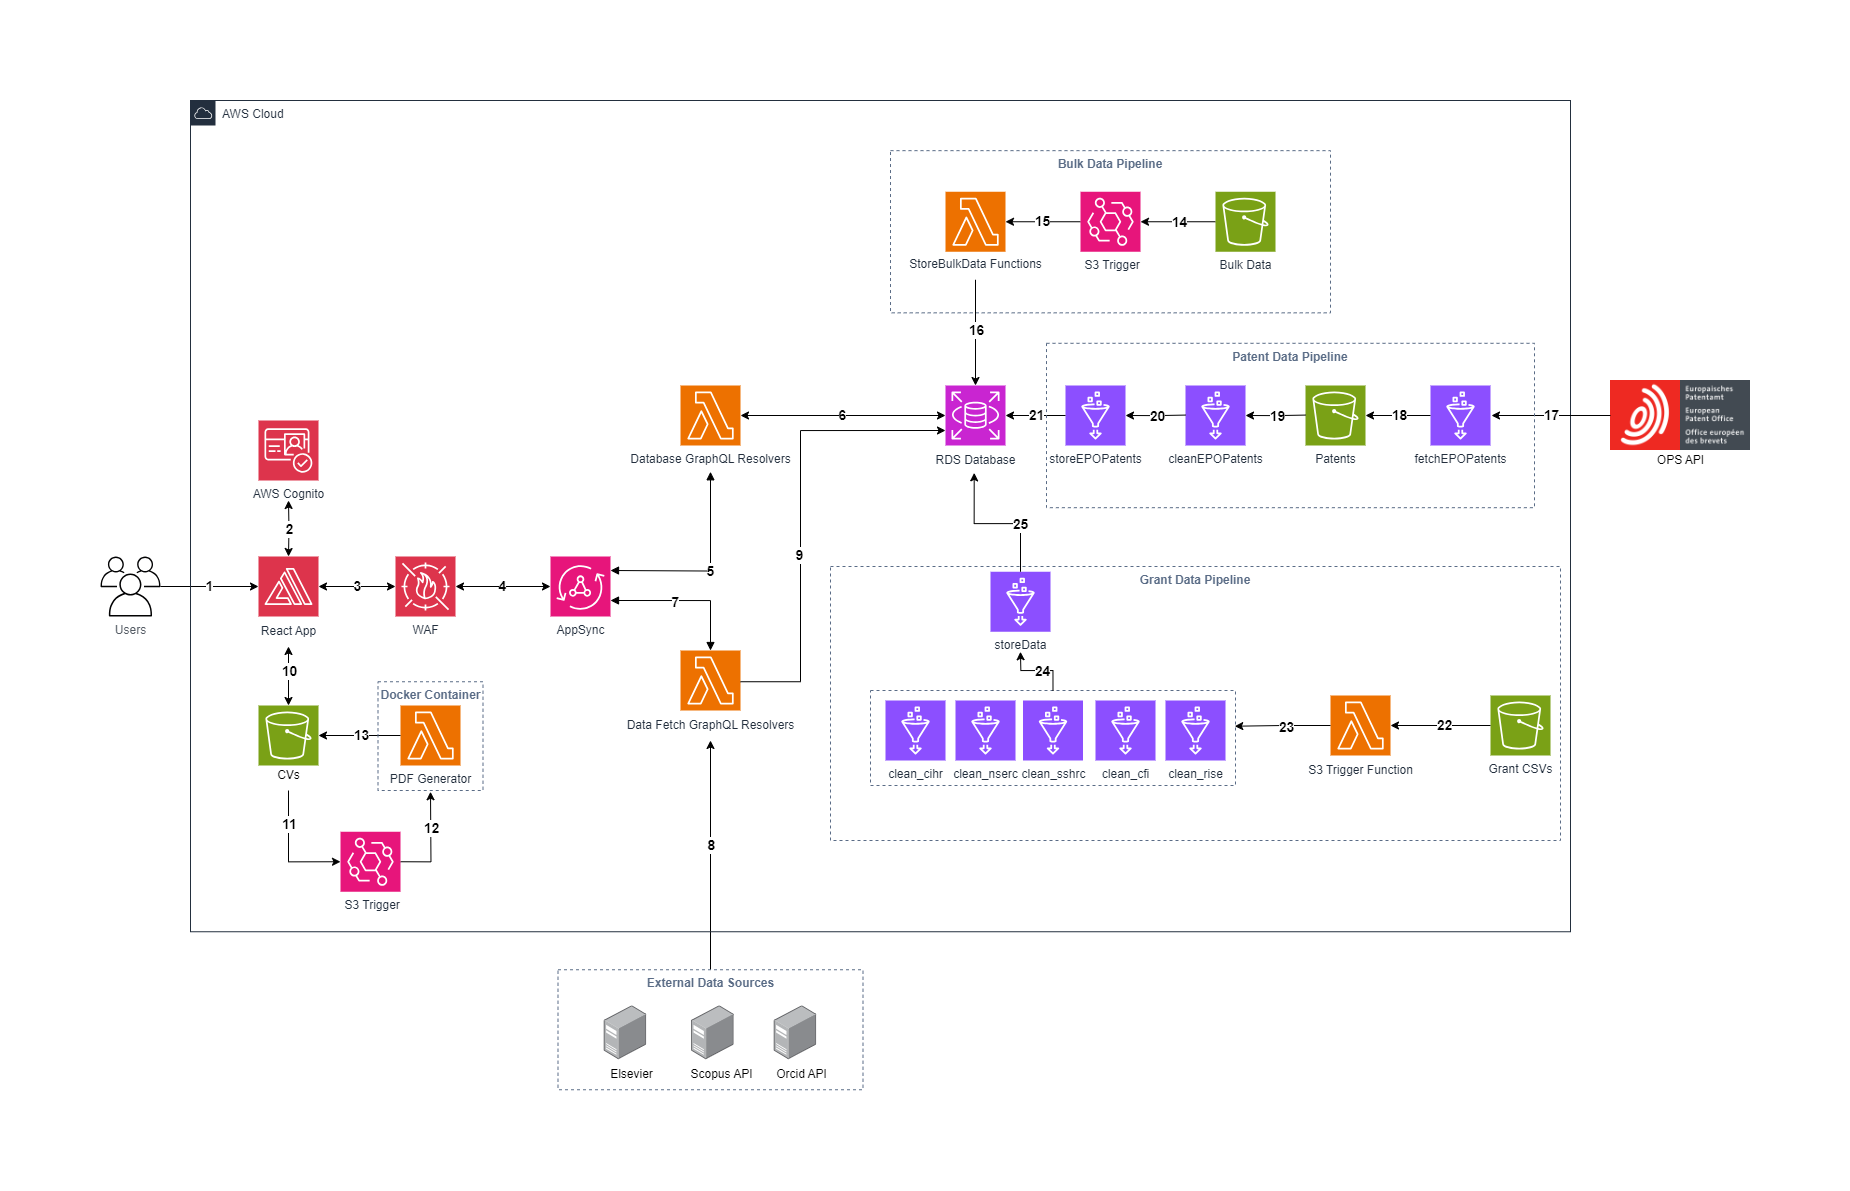 AWS Cloud
Bulk Data Pipeline
15
14
StoreBulkData Functions
S3 Trigger
Bulk Data
16
Patent Data Pipeline
Europäisches
Patentamt
European
Patent Office
Office européen
des brevets
6
21
20
19
18
17
Database GraphQL Resolvers
RDS Database
storeEPOPatents
cleanEPOPatents
Patents
fetchEPOPatents
OPS API
AWS Cognito
2
25
9
1
3
4
5
7
Grant Data Pipeline
Users
React App
WAF
AppSync
storeData
10
24
Docker Container
Data Fetch GraphQL Resolvers
13
23
22
CVs
PDF Generator
clean_cihr
clean_nserc
clean_sshrc
clean_cfi
clean_rise
S3 Trigger Function
Grant CSVs
11
12
8
S3 Trigger
External Data Sources
Elsevier
Scopus API
Orcid API